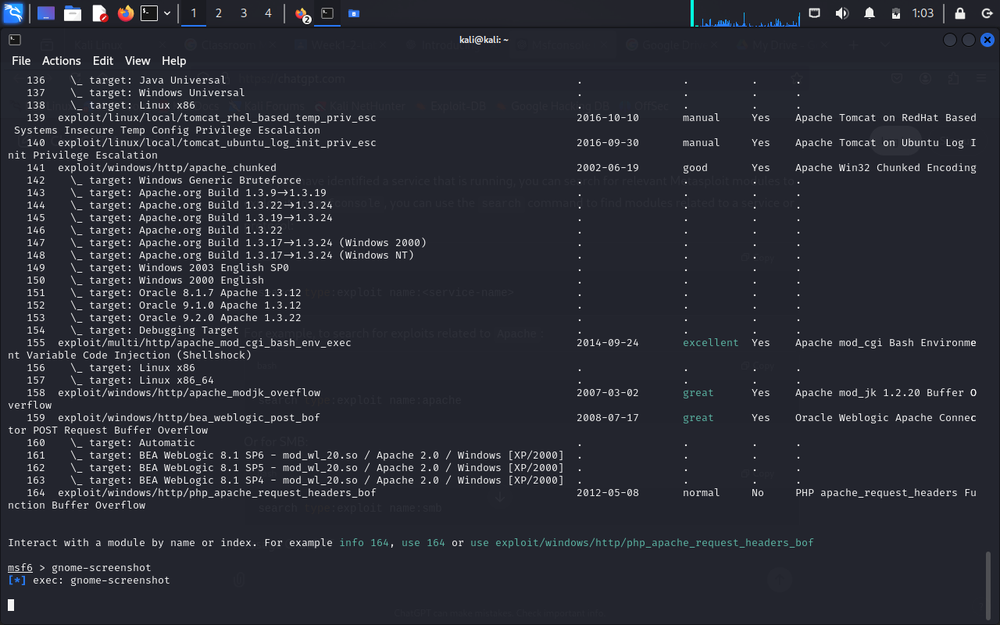 1 2 3 4 2 1:03
kali@kali: ~
File Actions Edit View Help
136 \_ target: Java Universal . . . .
137 \_ target: Windows Universal . . . .
138 \_ target: Linux x86 . . . .
139 exploit/linux/local/tomcat_rhel_based_temp_priv_esc 2016-10-10 manual Yes Apache Tomcat on RedHat Based
Systems Insecure Temp Config Privilege Escalation
140 exploit/linux/local/tomcat_ubuntu_log_init_priv_esc 2016-09-30 manual Yes Apache Tomcat on Ubuntu Log I
nit Privilege Escalation
141 exploit/windows/http/apache_chunked 2002-06-19 good Yes Apache Win32 Chunked Encoding
142 \_ target: Windows Generic Bruteforce . . . .
143 \_ target: Apache.org Build 1.3.9->1.3.19 . . . .
144 \_ target: Apache.org Build 1.3.22->1.3.24 . . . .
145 \_ target: Apache.org Build 1.3.19->1.3.24 . . . .
146 \_ target: Apache.org Build 1.3.22 . . . .
147 \_ target: Apache.org Build 1.3.17->1.3.24 (Windows 2000) . . . .
148 \_ target: Apache.org Build 1.3.17->1.3.24 (Windows NT) . . . .
149 \_ target: Windows 2003 English SP0 . . . .
150 \_ target: Windows 2000 English . . . .
151 \_ target: Oracle 8.1.7 Apache 1.3.12 . . . .
152 \_ target: Oracle 9.1.0 Apache 1.3.12 . . . .
153 \_ target: Oracle 9.2.0 Apache 1.3.22 . . . .
154 \_ target: Debugging Target . . . .
155 exploit/multi/http/apache_mod_cgi_bash_env_exec 2014-09-24 excellent Yes Apache mod_cgi Bash Environme
nt Variable Code Injection (Shellshock)
156 \_ target: Linux x86 . . . .
157 \_ target: Linux x86_64 . . . .
158 exploit/windows/http/apache_modjk_overflow 2007-03-02 great Yes Apache mod_jk 1.2.20 Buffer O
verflow
159 exploit/windows/http/bea_weblogic_post_bof 2008-07-17 great Yes Oracle Weblogic Apache Connec
tor POST Request Buffer Overflow
160 \_ target: Automatic . . . .
161 \_ target: BEA WebLogic 8.1 SP6 - mod_wl_20.so / Apache 2.0 / Windows [XP/2000] . . . .
162 \_ target: BEA WebLogic 8.1 SP5 - mod_wl_20.so / Apache 2.0 / Windows [XP/2000] . . . .
163 \_ target: BEA WebLogic 8.1 SP4 - mod_wl_20.so / Apache 2.0 / Windows [XP/2000] . . . .
164 exploit/windows/http/php_apache_request_headers_bof 2012-05-08 normal No PHP apache_request_headers Fu
nction Buffer Overflow
Interact with a module by name or index. For example info 164, use 164 or use exploit/windows/http/php_apache_request_headers_bof
msf6 > gnome-screenshot
[*] exec: gnome-screenshot